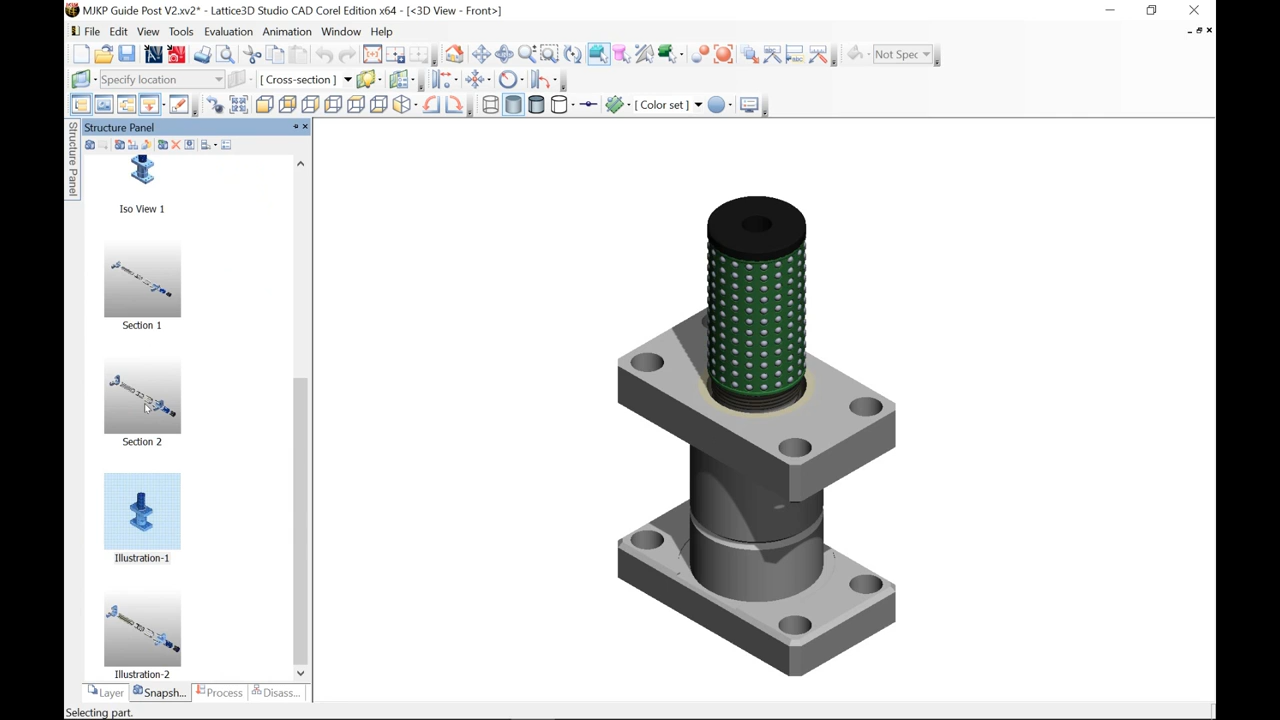 MJKP Guide Post V2.xv2* - Lattice3D Studio CAD Corel Edition x64 - [<3D View - Front>]
File Edit View Tools Evaluation Animation Window Help
Not Spec
Specify location
[ Cross-section ]
[ Color set ]
Structure Panel
Structure Panel
Iso View 1
Section 1
Section 2
Illustration-1
Illustration-2
Layer Snapsh... Process Disass...
Selecting part.